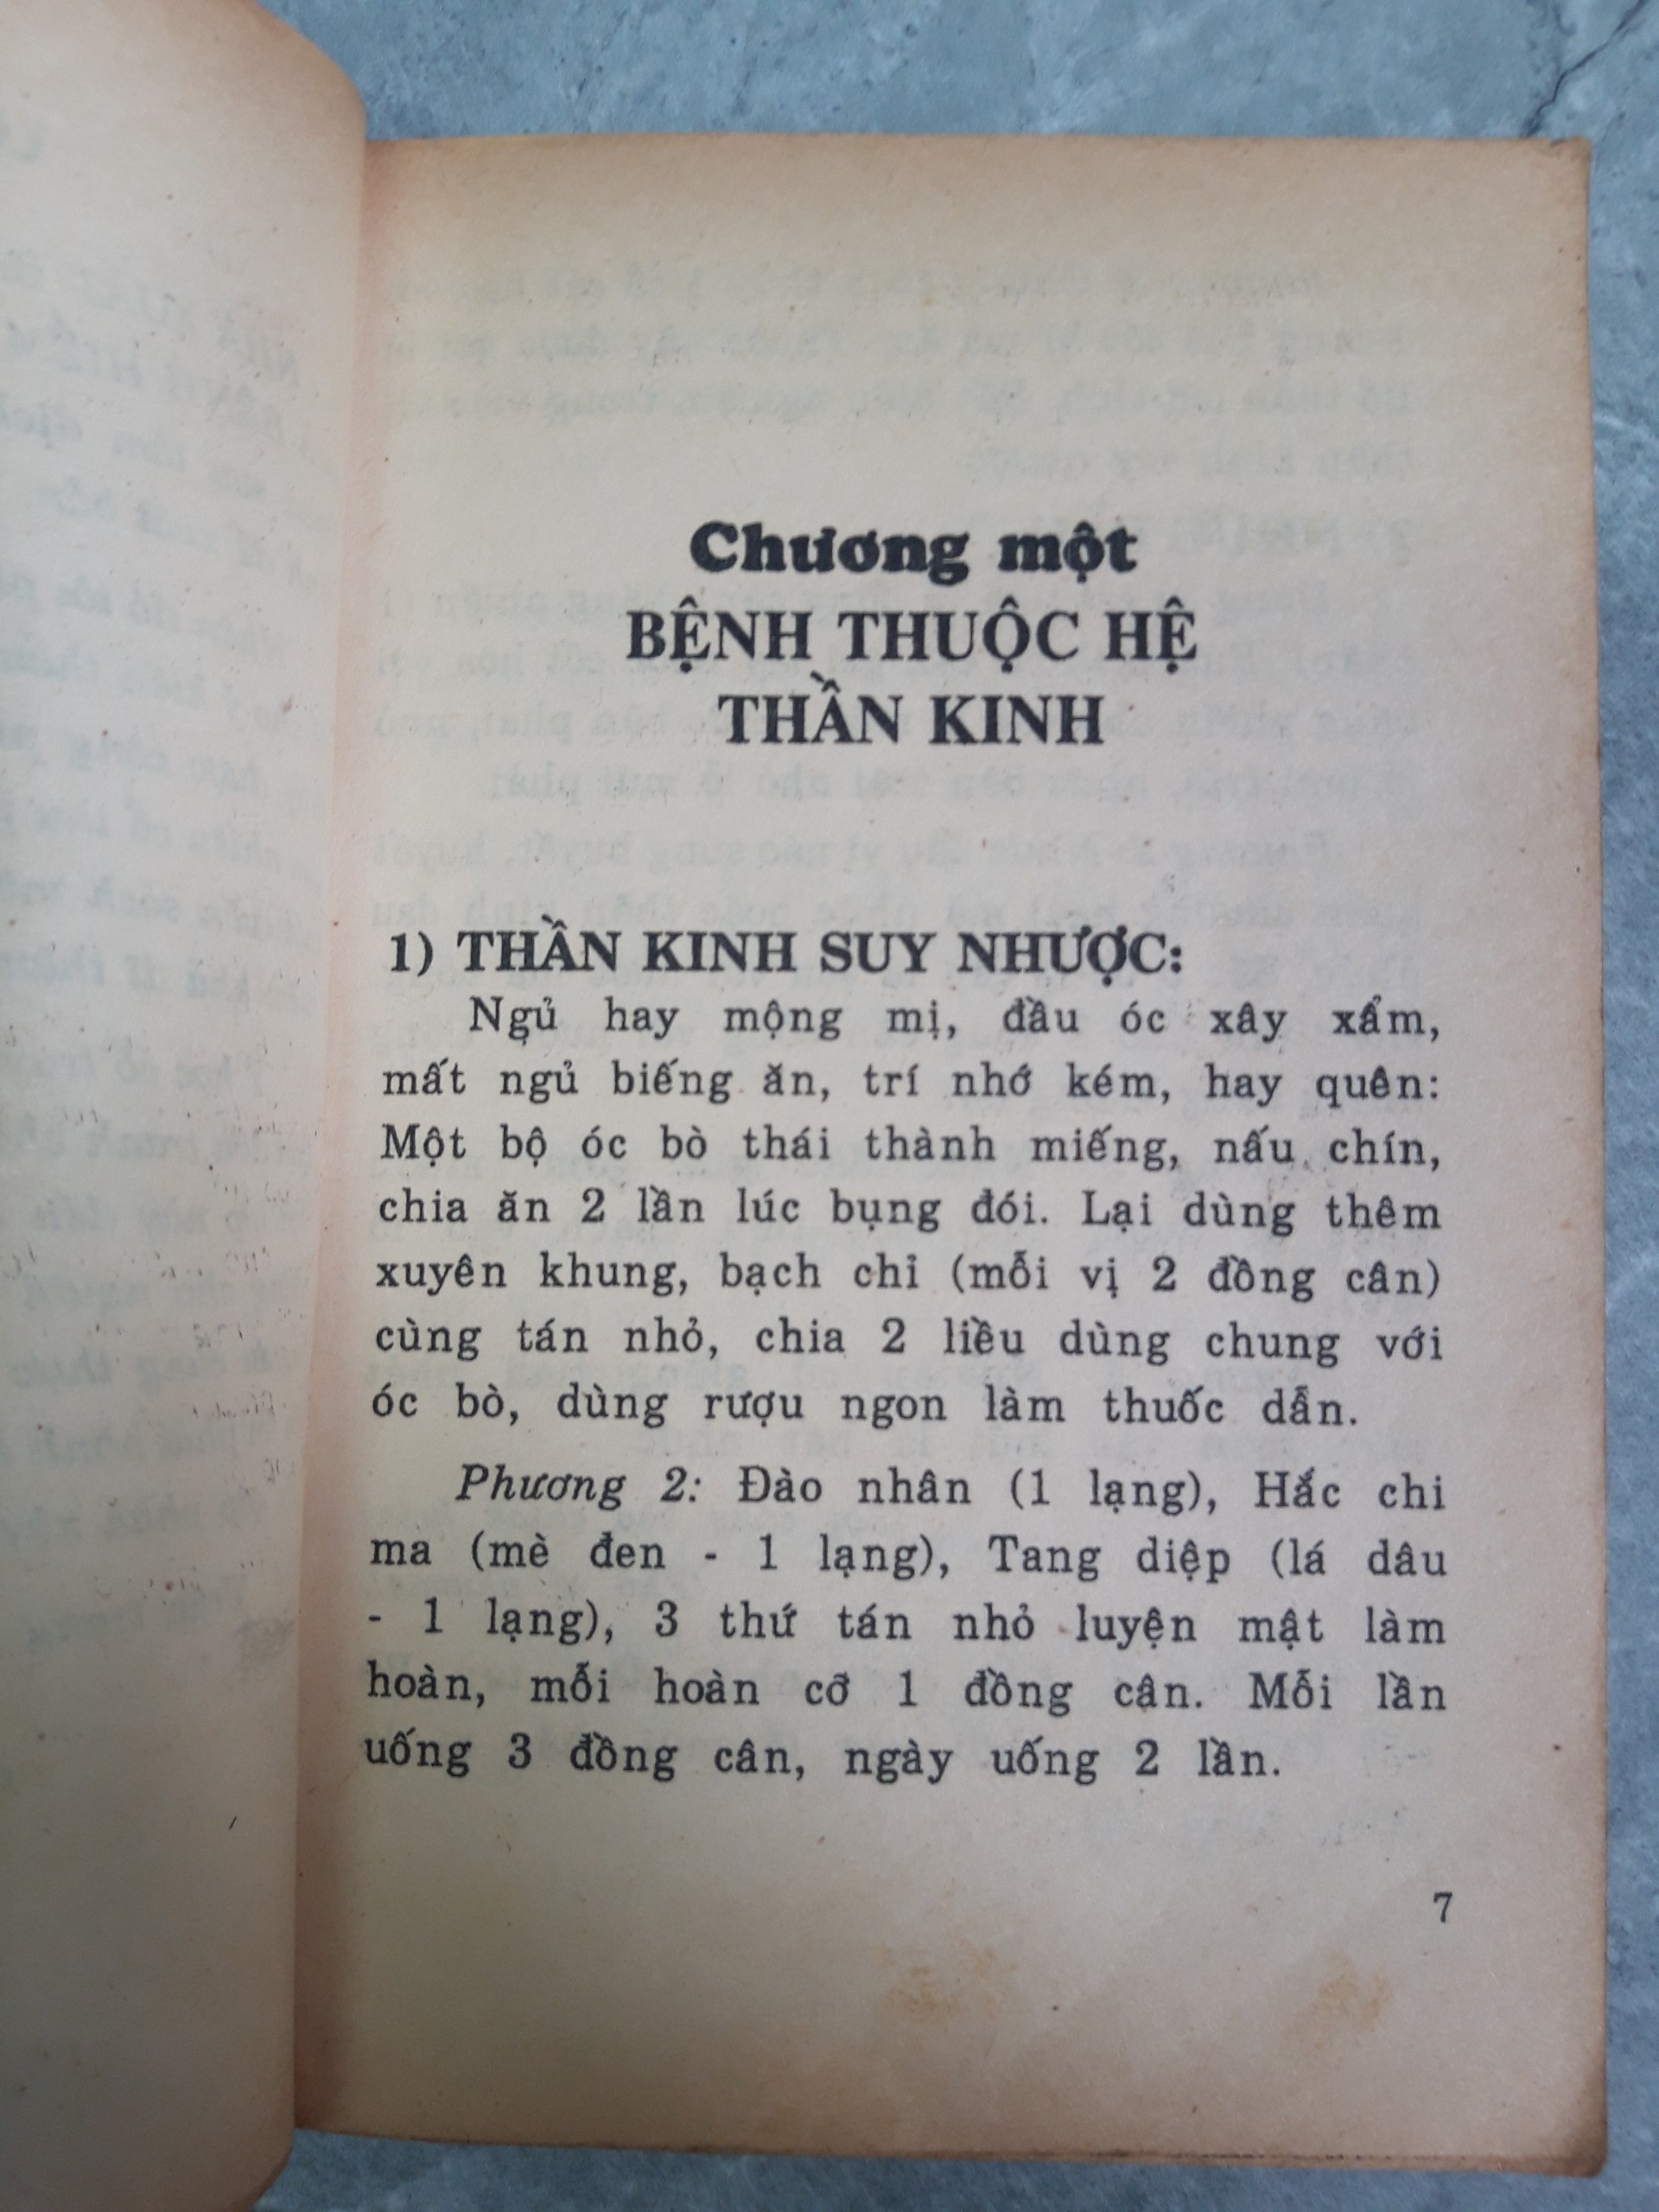 Chương một
BỆNH THUỘC HỆ
THẦN KINH
1) THẦN KINH SUY NHƯỢC:
Ngủ hay mộng mị, đầu óc xây xẩm,
mất ngủ biếng ăn, trí nhớ kém, hay quên:
Một bộ óc bò thái thành miếng, nấu chín,
chia ăn 2 lần lúc bụng đói. Lại dùng thêm
xuyên khung, bạch chỉ (mỗi vị 2 đồng cân)
cùng tán nhỏ, chia 2 liều dùng chung với
óc bò, dùng rượu ngon làm thuốc dẫn.
Phương 2: Đào nhân (1 lạng), Hắc chi
ma (mè đen - 1 lạng), Tang diệp (lá dâu
- 1 lạng), 3 thứ tán nhỏ luyện mật làm
hoàn, mỗi hoàn cỡ 1 đồng cân. Mỗi lần
uống 3 đồng cân, ngày uống 2 lần.
7